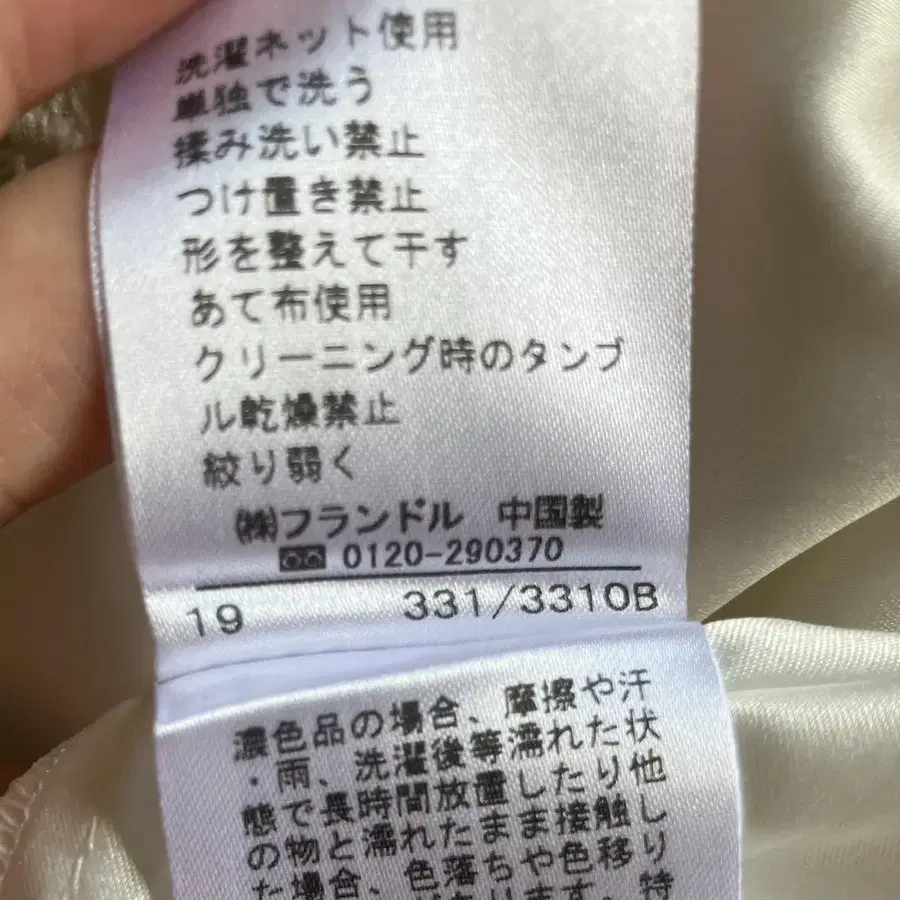 洗濯ネット使用
単独で洗う
揉み洗い禁止
つけ置き禁止
形を整えて干す
あて布使用
クリーニング時のタンブ
ル乾燥禁止
絞り弱く
㈱フランドル 中国製
0120-290370
19 331/3310B
濃色品の場合、摩擦や汗
・雨、洗濯後等濡れた状
態で長時間放置したり他
の物と濡れたまま接触し
た場合、色落ちや色移り
特